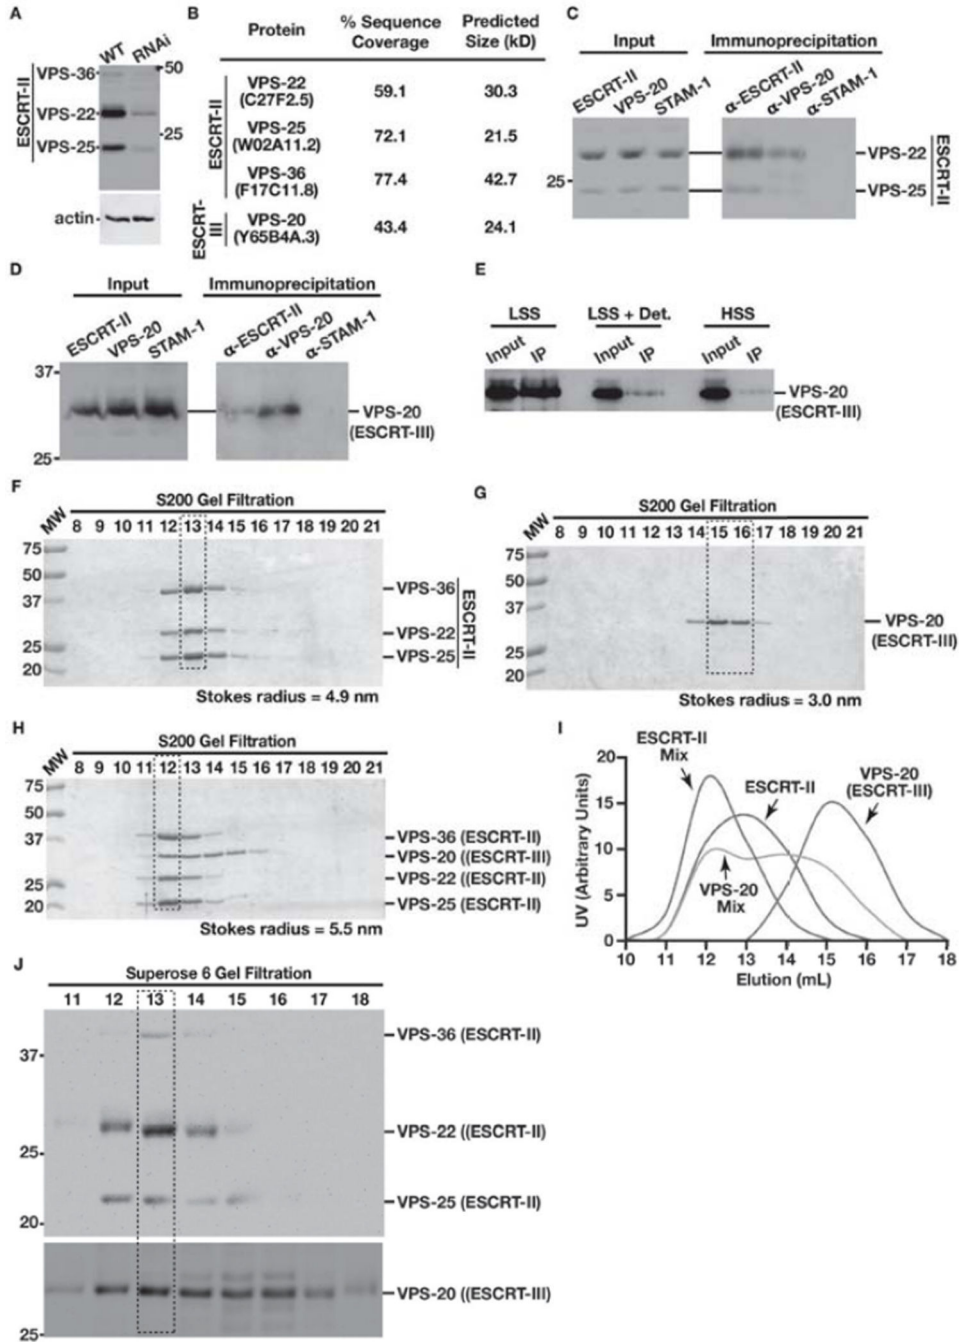 A
WT RNAi
VPS-36 50
VPS-22
25
VPS-25
ESCRT-II
actin
B
Protein % Sequence Coverage Predicted Size (kD)
ESCRT-II
VPS-22 (C27F2.5) 59.1 30.3
VPS-25 (W02A11.2) 72.1 21.5
VPS-36 (F17C11.8) 77.4 42.7
ESCRT-III
VPS-20 (Y65B4A.3) 43.4 24.1
C
Input Immunoprecipitation
ESCRT-II VPS-20 STAM-1 α-ESCRT-II α-VPS-20 α-STAM-1
VPS-22
25
VPS-25
ESCRT-II
D
Input Immunoprecipitation
ESCRT-II VPS-20 STAM-1 α-ESCRT-II α-VPS-20 α-STAM-1
37
VPS-20
(ESCRT-III)
25
E
LSS LSS + Det. HSS
Input IP Input IP Input IP
VPS-20
(ESCRT-III)
F
S200 Gel Filtration
MW 8 9 10 11 12 13 14 15 16 17 18 19 20 21
75
50
VPS-36
37
VPS-22
25
VPS-25
20
ESCRT-II
Stokes radius = 4.9 nm
G
S200 Gel Filtration
MW 8 9 10 11 12 13 14 15 16 17 18 19 20 21
75
50
37
VPS-20
(ESCRT-III)
25
20
Stokes radius = 3.0 nm
H
S200 Gel Filtration
MW 8 9 10 11 12 13 14 15 16 17 18 19 20 21
75
50
37 VPS-36 (ESCRT-II)
VPS-20 ((ESCRT-III)
25 VPS-22 ((ESCRT-II)
20 VPS-25 (ESCRT-II)
Stokes radius = 5.5 nm
I
ESCRT-II
Mix
ESCRT-II
VPS-20
(ESCRT-III)
VPS-20
Mix
UV (Arbitrary Units)
20
15
10
5
0
10 11 12 13 14 15 16 17 18
Elution (mL)
J
Superose 6 Gel Filtration
11 12 13 14 15 16 17 18
VPS-36 (ESCRT-II)
37
VPS-22 ((ESCRT-II)
25
VPS-25 (ESCRT-II)
20
VPS-20 ((ESCRT-III)
25